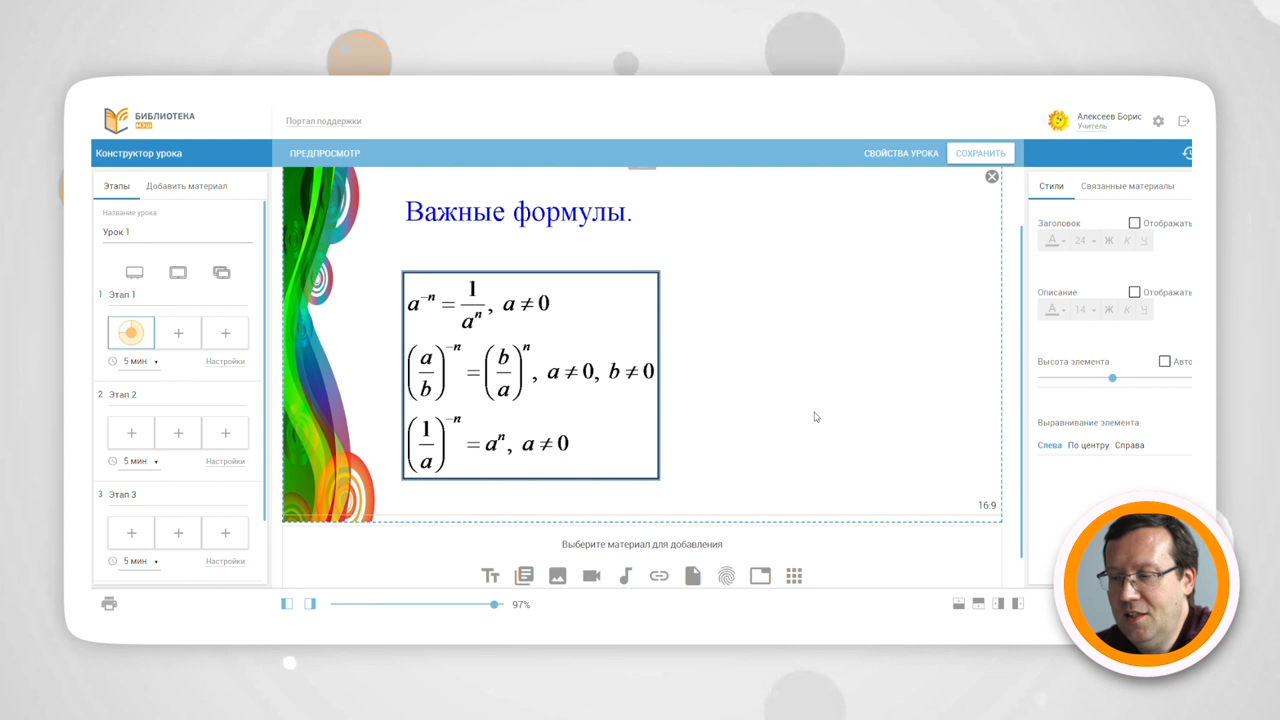 БИБЛИОТЕКА
МЭШ
Портал поддержки
Алексеев Борис
Учитель
Конструктор урока
ПРЕДПРОСМОТР
СВОЙСТВА УРОКА
СОХРАНИТЬ
Этапы Добавить материал
Название урока
Урок 1
1 Этап 1
5 мин Настройки
2 Этап 2
5 мин Настройки
3 Этап 3
5 мин Настройки
Важные формулы.
a⁻ⁿ = 1/aⁿ, a ≠ 0
(a/b)⁻ⁿ = (b/a)ⁿ, a ≠ 0, b ≠ 0
(1/a)⁻ⁿ = aⁿ, a ≠ 0
16:9
Выберите материал для добавления
Тт
97%
Стили Связанные материалы
Заголовок Отображать
А 24 Ж К Ч
Описание Отображать
А 14 Ж К Ч
Высота элемента Авто
Выравнивание элемента
Слева По центру Справа